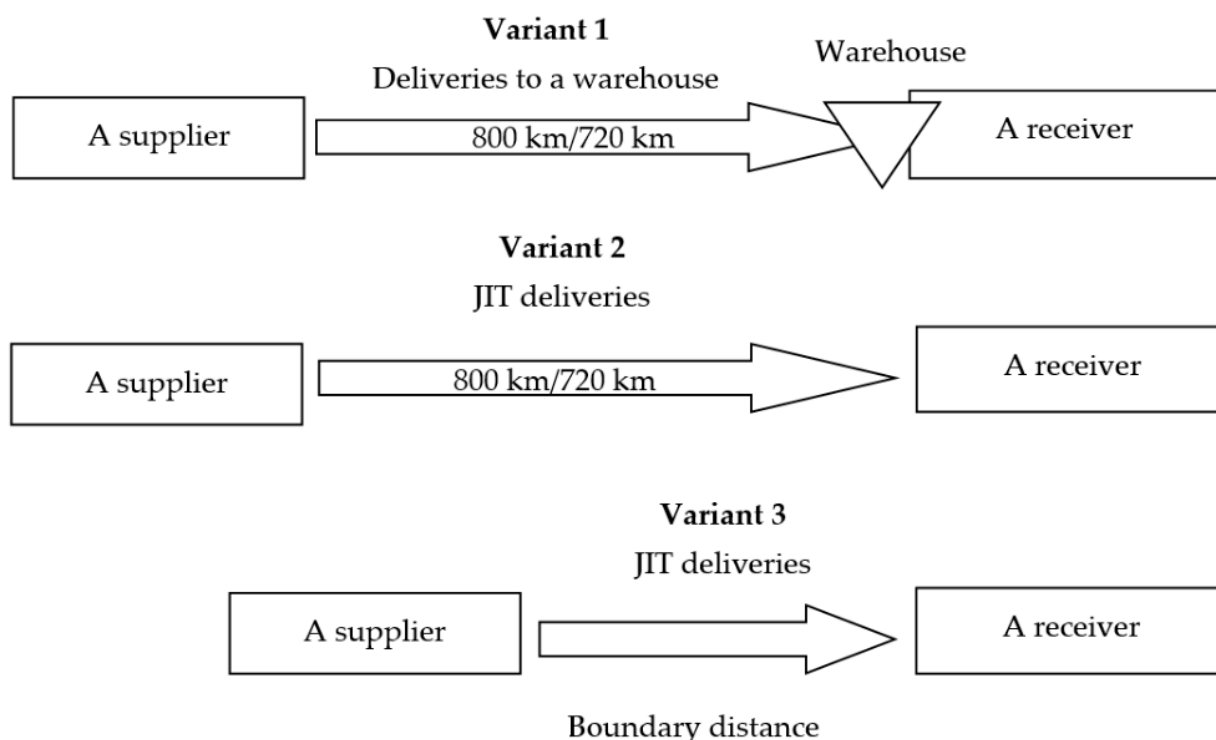 Variant 1
Deliveries to a warehouse
Warehouse
A supplier
800 km/720 km
A receiver
Variant 2
JIT deliveries
A supplier
800 km/720 km
A receiver
Variant 3
JIT deliveries
A supplier
A receiver
Boundary distance